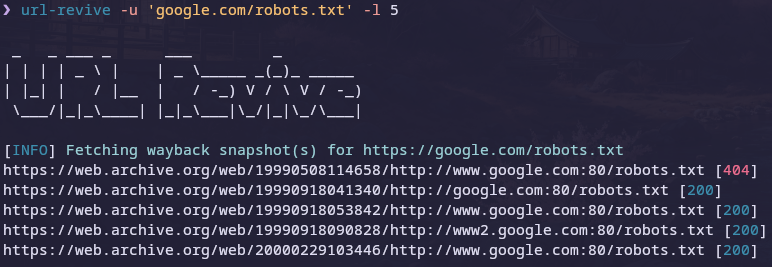 ❯ url-revive -u 'google.com/robots.txt' -l 5
 _   _ ___ _      ___         _
| | | | _ \ |    | _ \_____ _(_)_ _____
| |_| |   / |__  |   / -_) V / \ V / -_)
 \___/|_|_\____| |_|_\___|\_/|_|\_/\___|
[INFO] Fetching wayback snapshot(s) for https://google.com/robots.txt
https://web.archive.org/web/19990508114658/http://www.google.com:80/robots.txt [404]
https://web.archive.org/web/19990918041340/http://google.com:80/robots.txt [200]
https://web.archive.org/web/19990918053842/http://www.google.com:80/robots.txt [200]
https://web.archive.org/web/19990918090828/http://www2.google.com:80/robots.txt [200]
https://web.archive.org/web/20000229103446/http://www.google.com:80/robots.txt [200]